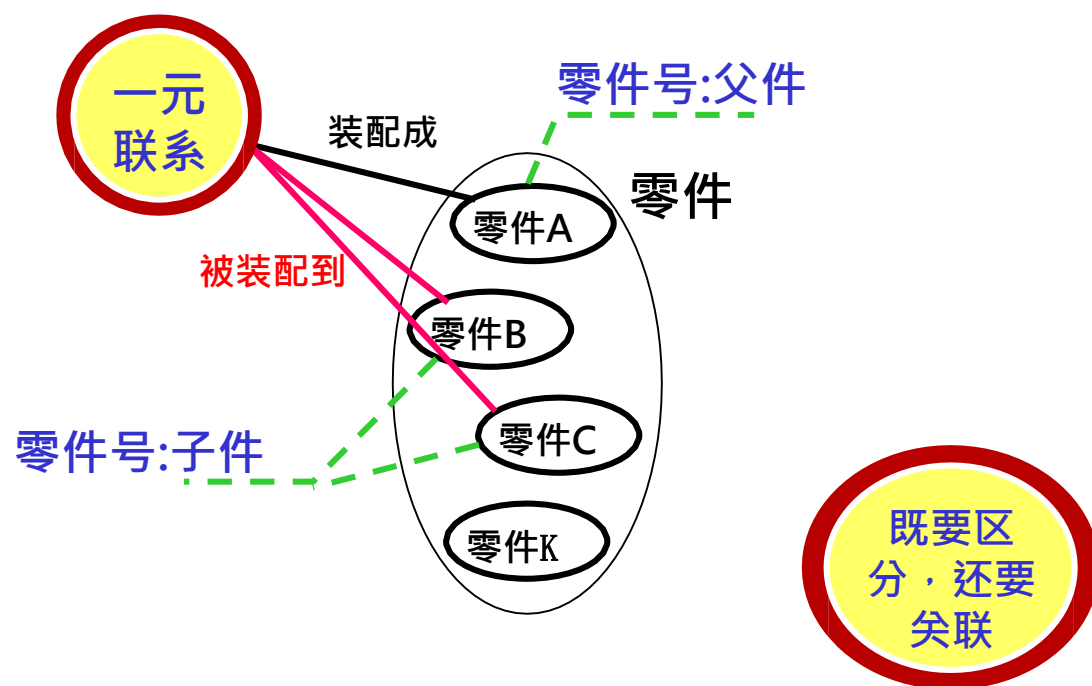 一元
联系
零件号:父件
装配成
零件
零件A
被装配到
零件B
零件号:子件
零件C
零件K
既要区
分，还要
关联